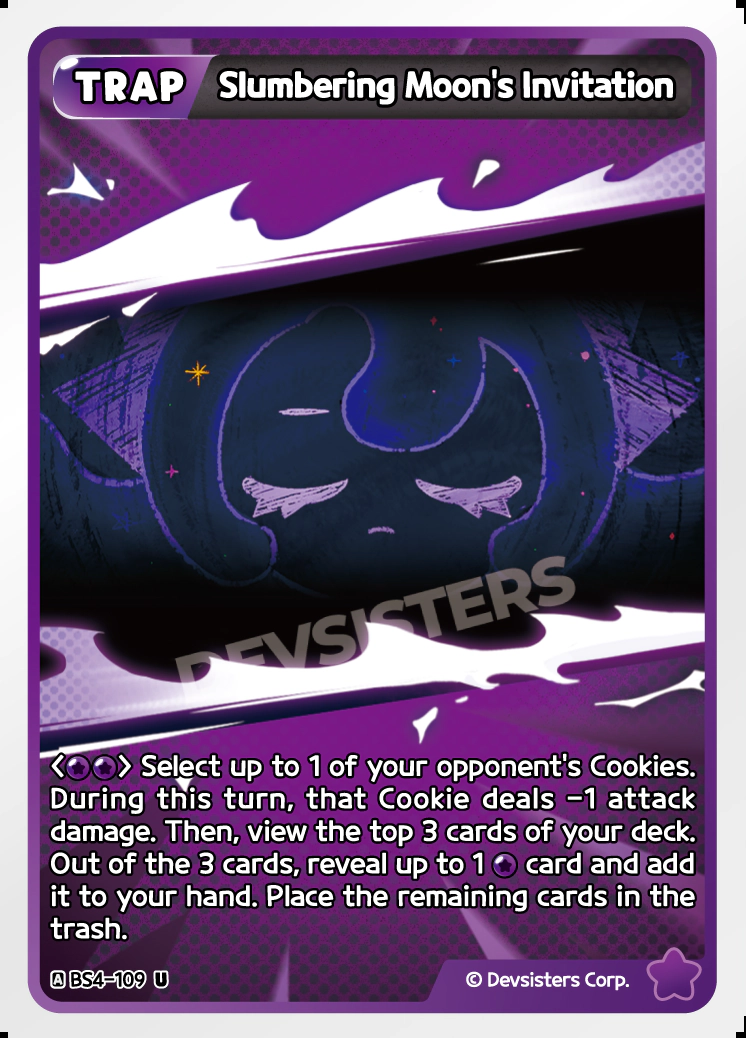 TRAP Slumbering Moon's Invitation
DEVSISTERS
<★★> Select up to 1 of your opponent's Cookies.
During this turn, that Cookie deals -1 attack
damage. Then, view the top 3 cards of your deck.
Out of the 3 cards, reveal up to 1 ★ card and add
it to your hand. Place the remaining cards in the
trash.
A BS4-109 U © Devsisters Corp.